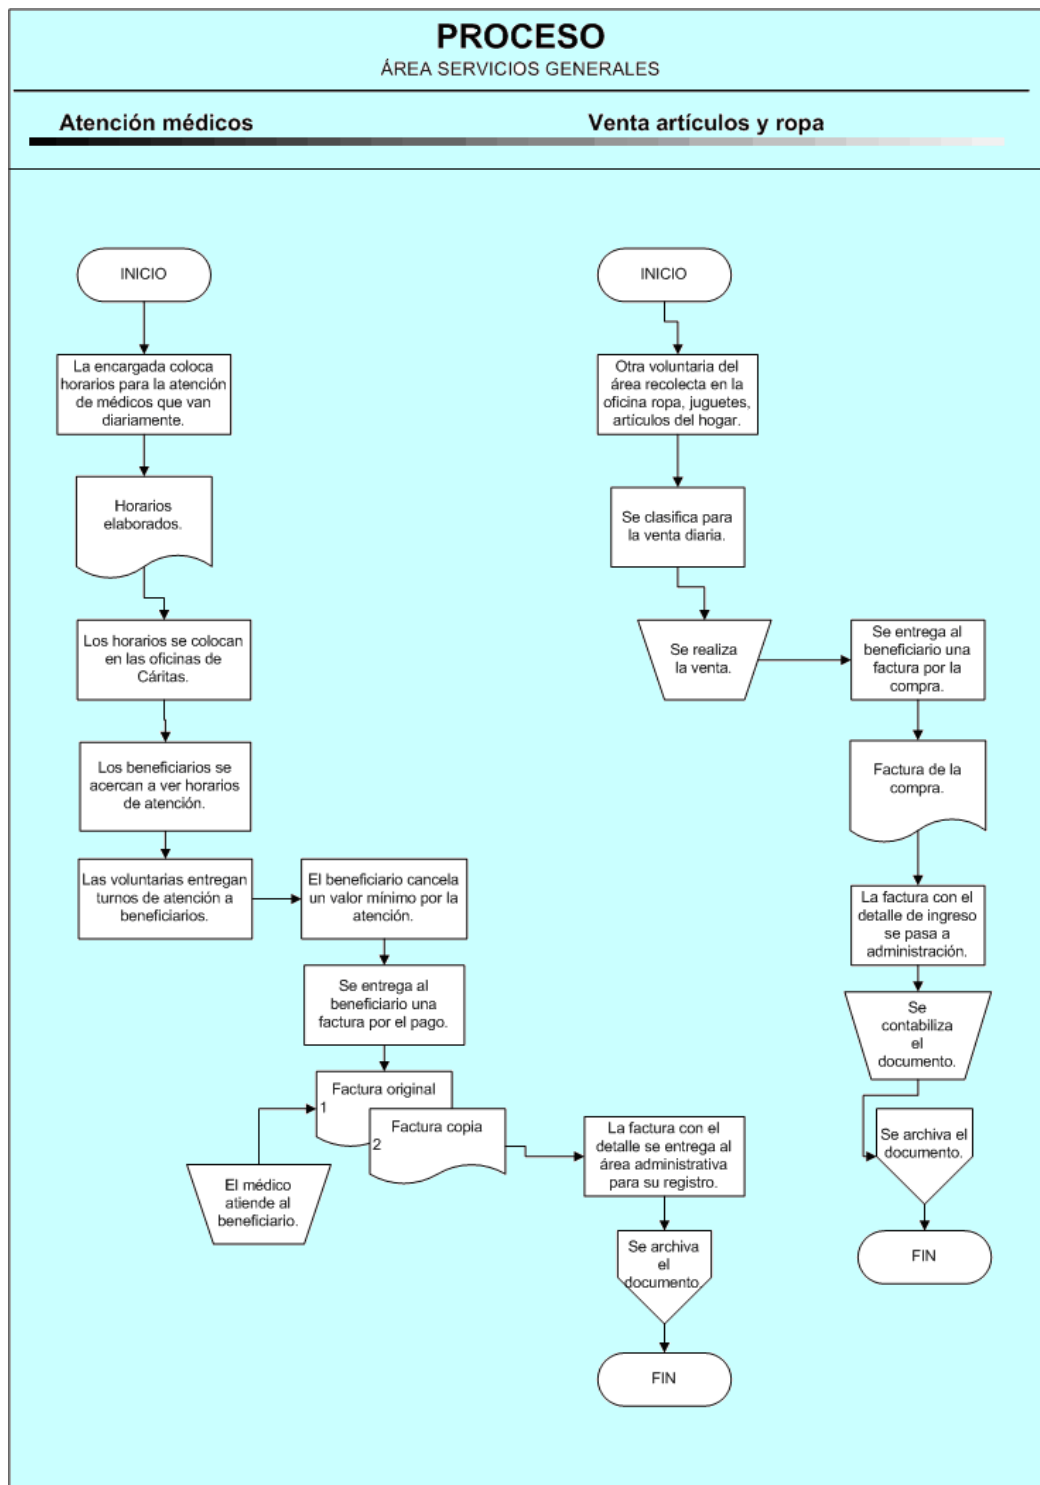 PROCESO
ÁREA SERVICIOS GENERALES
Atención médicos
Venta artículos y ropa
INICIO
La encargada coloca
horarios para la atención
de médicos que van
diariamente.
Horarios
elaborados.
Los horarios se colocan
en las oficinas de
Cáritas.
Los beneficiarios se
acercan a ver horarios
de atención.
Las voluntarias entregan
turnos de atención a
beneficiarios.
El beneficiario cancela
un valor mínimo por la
atención.
Se entrega al
beneficiario una
factura por el pago.
Factura original
1
Factura copia
2
El médico
atiende al
beneficiario.
La factura con el
detalle se entrega al
área administrativa
para su registro.
Se archiva
el
documento
FIN
INICIO
Otra voluntaria del
área recolecta en la
oficina ropa, juguetes,
artículos del hogar.
Se clasifica para
la venta diaria.
Se realiza
la venta.
Se entrega al
beneficiario una
factura por la
compra.
Factura de la
compra.
La factura con el
detalle de ingreso
se pasa a
administración.
Se
contabiliza
el
documento.
Se archiva el
documento.
FIN